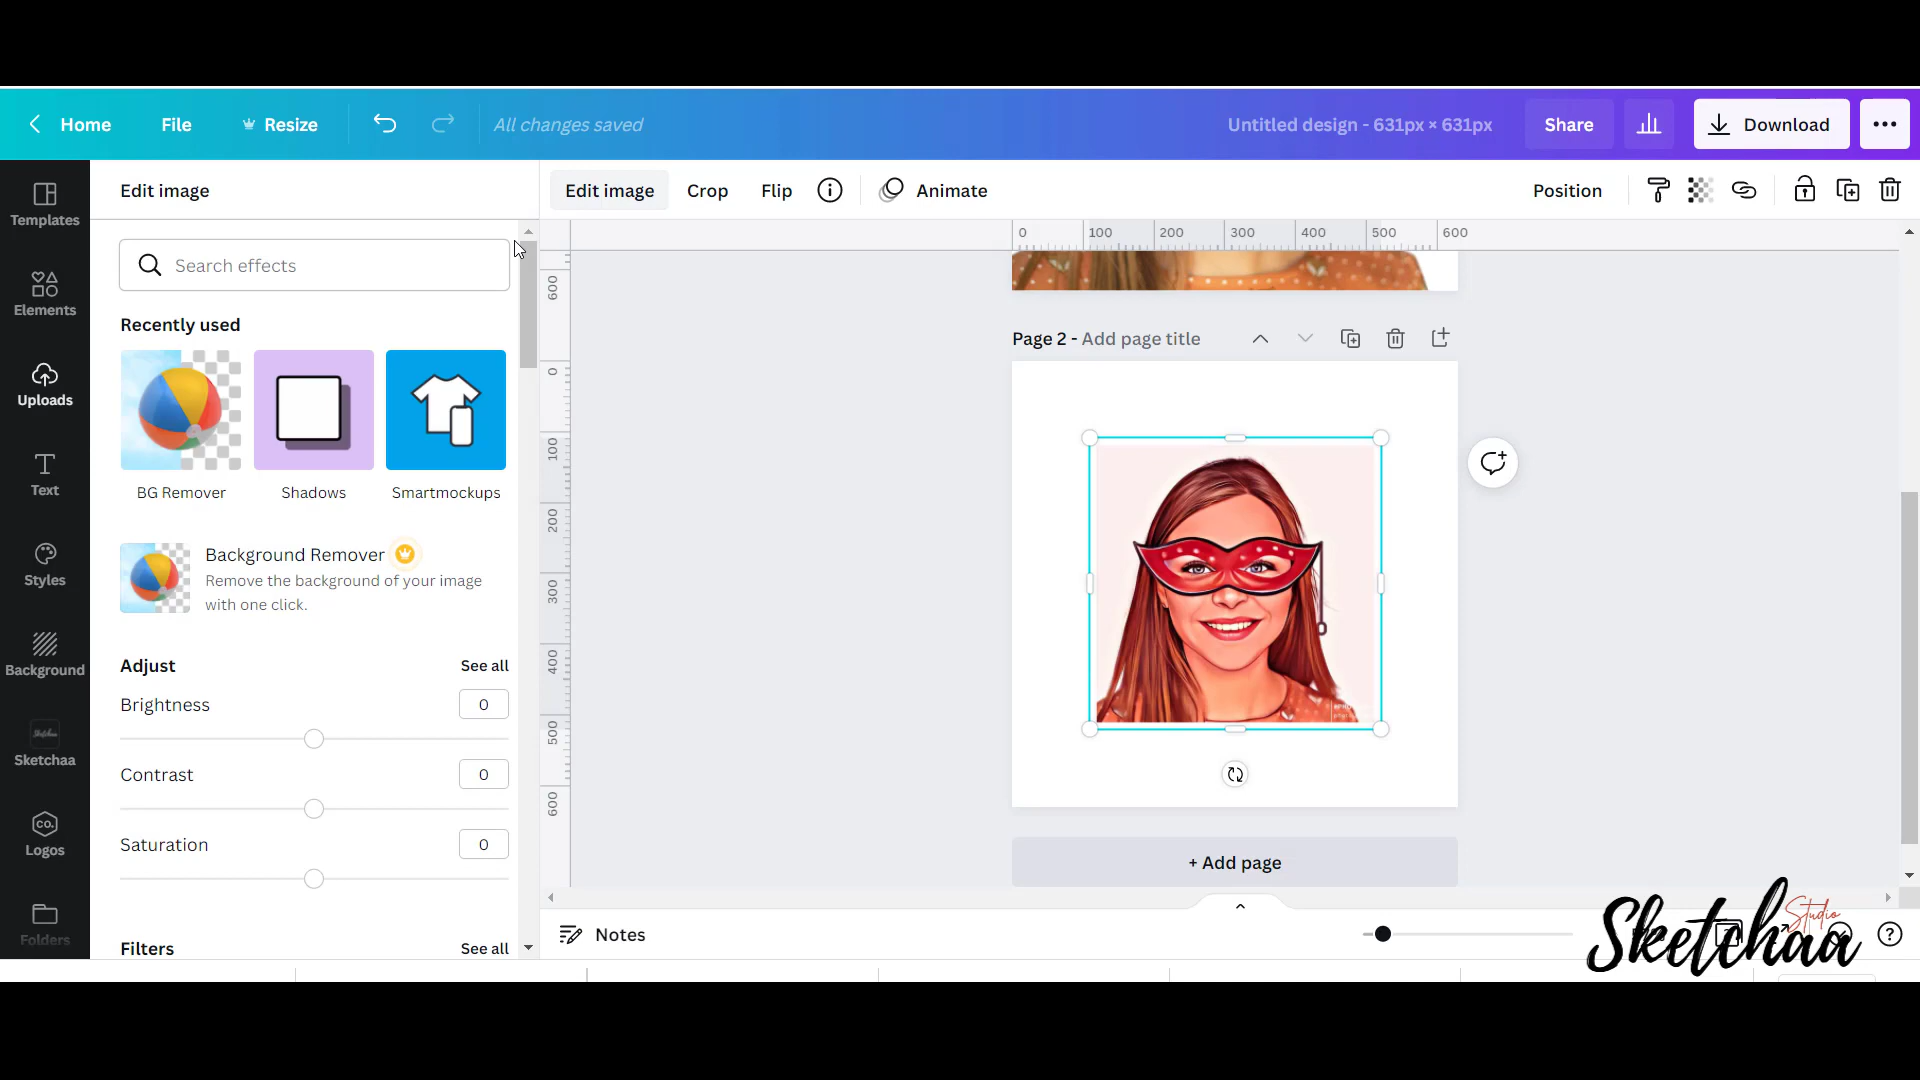 Home
File
Resize
All changes saved
Untitled design - 631px × 631px
Share
Download
Templates
Elements
Uploads
Text
Styles
Background
Sketchaa
Logos
Folders
Edit image
Search effects
Recently used
BG Remover
Shadows
Smartmockups
Background Remover
Remove the background of your image
with one click.
Adjust
See all
Brightness
0
Contrast
0
Saturation
0
Filters
See all
Edit image
Crop
Flip
Animate
Position
0 100 200 300 400 500 600
600
0
100
200
300
400
500
600
Page 2 - Add page title
+ Add page
Notes
CO.
Sketchaa
Studio